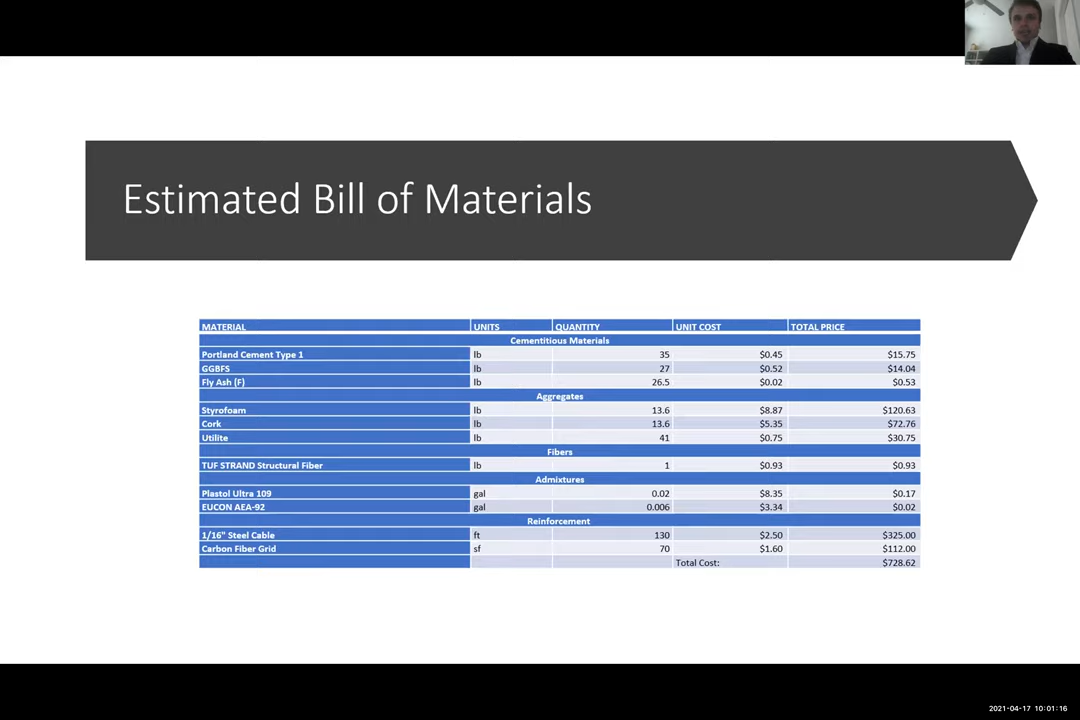 Estimated Bill of Materials
MATERIAL UNITS QUANTITY UNIT COST TOTAL PRICE
Cementitious Materials
Portland Cement Type 1 lb 35 $0.45 $15.75
GGBFS lb 27 $0.52 $14.04
Fly Ash (F) lb 26.5 $0.02 $0.53
Aggregates
Styrofoam lb 13.6 $8.87 $120.63
Cork lb 13.6 $5.35 $72.76
Utilite lb 41 $0.75 $30.75
Fibers
TUF STRAND Structural Fiber lb 1 $0.93 $0.93
Admixtures
Plastol Ultra 109 gal 0.02 $8.35 $0.17
EUCON AEA-92 gal 0.006 $3.34 $0.02
Reinforcement
1/16" Steel Cable ft 130 $2.50 $325.00
Carbon Fiber Grid sf 70 $1.60 $112.00
Total Cost: $728.62
2021-04-17 10:01:16